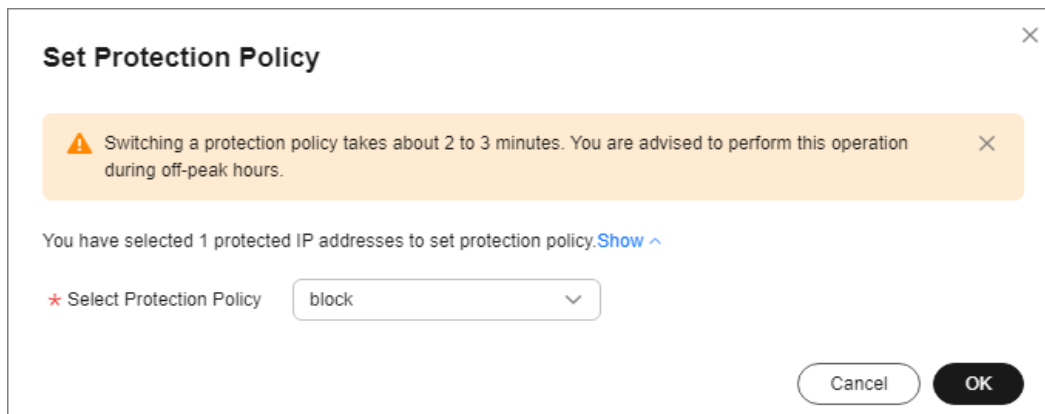 Set Protection Policy
Switching a protection policy takes about 2 to 3 minutes. You are advised to perform this operation
during off-peak hours.
You have selected 1 protected IP addresses to set protection policy.Show
* Select Protection Policy block
Cancel OK